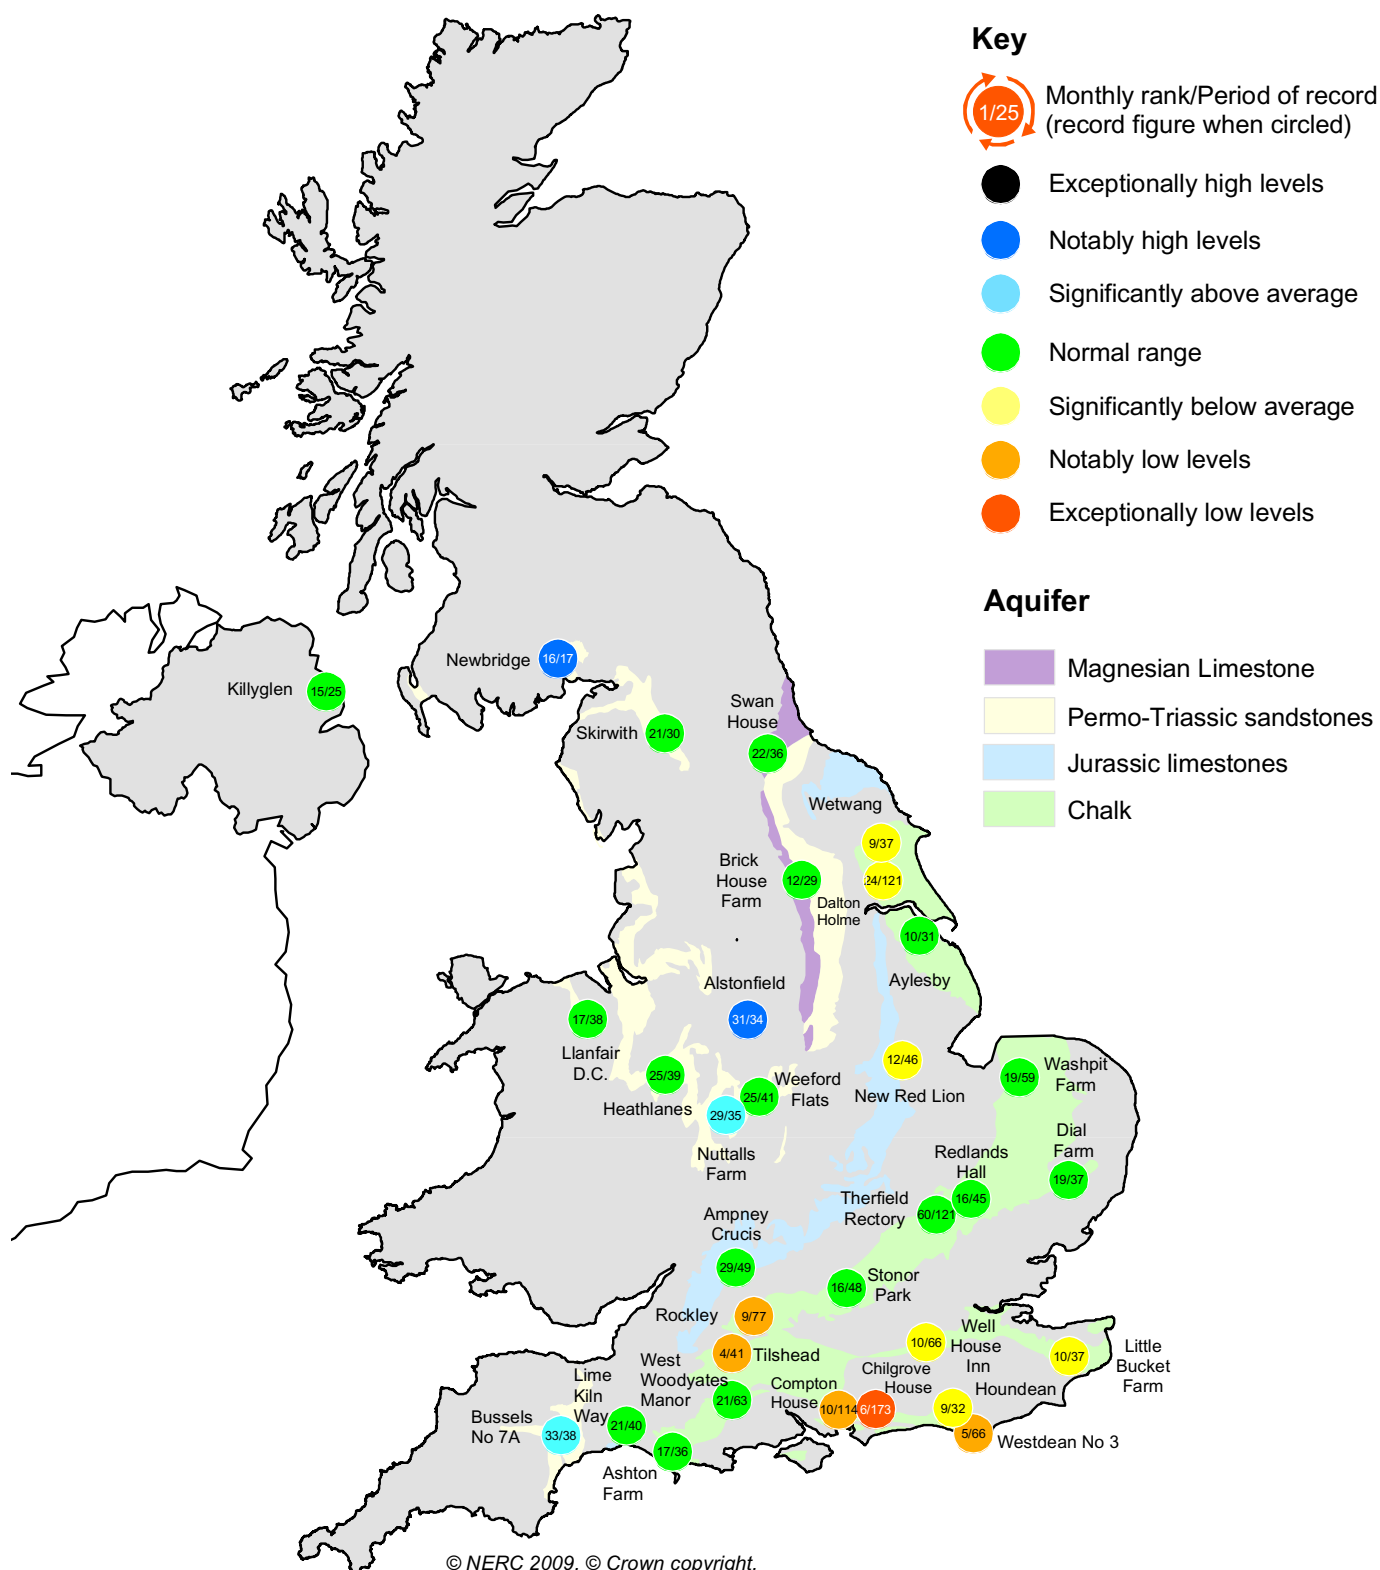 Key
1/25
Monthly rank/Period of record
(record figure when circled)
Exceptionally high levels
Notably high levels
Significantly above average
Normal range
Significantly below average
Notably low levels
Exceptionally low levels
Aquifer
Magnesian Limestone
Permo-Triassic sandstones
Jurassic limestones
Chalk
Newbridge
16/17
Killyglen
15/25
Skirwith
21/30
Swan
House
22/36
Wetwang
9/37
24/121
Dalton
Holme
Brick
House
Farm
12/29
10/31
Aylesby
Alstonfield
31/34
17/38
Llanfair
D.C.
25/39
Heathlanes
Weeford
Flats
25/41
29/35
Nuttalls
Farm
12/46
New Red Lion
19/59
Washpit
Farm
Dial
Farm
19/37
Redlands
Hall
16/45
Therfield
Rectory
60/121
Ampney
Crucis
29/49
16/48
Stonor
Park
Rockley
9/77
4/41
Tilshead
West
Woodyates
Manor
21/63
Well
House
Inn
10/66
10/37
Little
Bucket
Farm
Compton
House
10/114
Chilgrove
House
6/173
Houndean
9/32
5/66
Westdean No 3
Lime
Kiln
Way
21/40
Bussels
No 7A
33/38
17/36
Ashton
Farm
© NERC 2009. © Crown copyright.